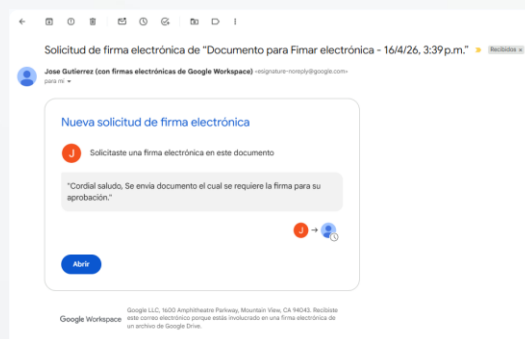 Solicitud de firma electrónica de “Documento para Fimar electrónica - 16/4/26, 3:39 p.m.” Recibidos x
Jose Gutierrez (con firmas electrónicas de Google Workspace) <esignature-noreply@google.com>
para mí
Nueva solicitud de firma electrónica
J Solicitaste una firma electrónica en este documento
"Cordial saludo, Se envia documento el cual se requiere la firma para su
aprobación."
J
Abrir
Google Workspace
Google LLC, 1600 Amphitheatre Parkway, Mountain View, CA 94043. Recibiste
este correo electrónico porque estás involucrado en una firma electrónica de
un archivo de Google Drive.